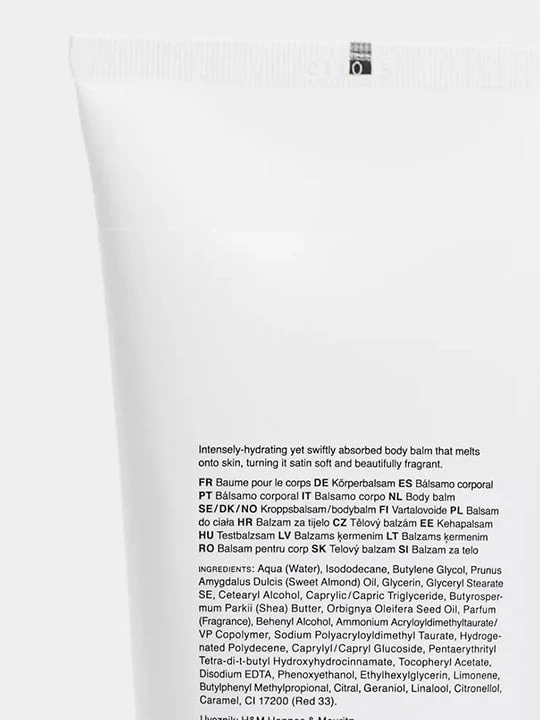 Intensely-hydrating yet swiftly absorbed body balm that melts
onto skin, turning it satin soft and beautifully fragrant.
FR Baume pour le corps DE Körperbalsam ES Bálsamo corporal
PT Bálsamo corporal IT Balsamo corpo NL Body balm
SE/DK/NO Kroppsbalsam/bodybalm FI Vartalovoide PL Balsam
do ciała HR Balzam za tijelo CZ Tělový balzám EE Kehapalsam
HU Testbalzsam LV Balzams ķermenim LT Balzams ķermenim
RO Balsam pentru corp SK Telový balzam SI Balzam za telo
INGREDIENTS: Aqua (Water), Isododecane, Butylene Glycol, Prunus
Amygdalus Dulcis (Sweet Almond) Oil, Glycerin, Glyceryl Stearate
SE, Cetearyl Alcohol, Caprylic/Capric Triglyceride, Butyrosper-
mum Parkii (Shea) Butter, Orbignya Oleifera Seed Oil, Parfum
(Fragrance), Behenyl Alcohol, Ammonium Acryloyldimethyltaurate/
VP Copolymer, Sodium Polyacryloyldimethyl Taurate, Hydroge-
nated Polydecene, Caprylyl/Capryl Glucoside, Pentaerythrityl
Tetra-di-t-butyl Hydroxyhydrocinnamate, Tocopheryl Acetate,
Disodium EDTA, Phenoxyethanol, Ethylhexylglycerin, Limonene,
Butylphenyl Methylpropional, Citral, Geraniol, Linalool, Citronellol,
Caramel, CI 17200 (Red 33).